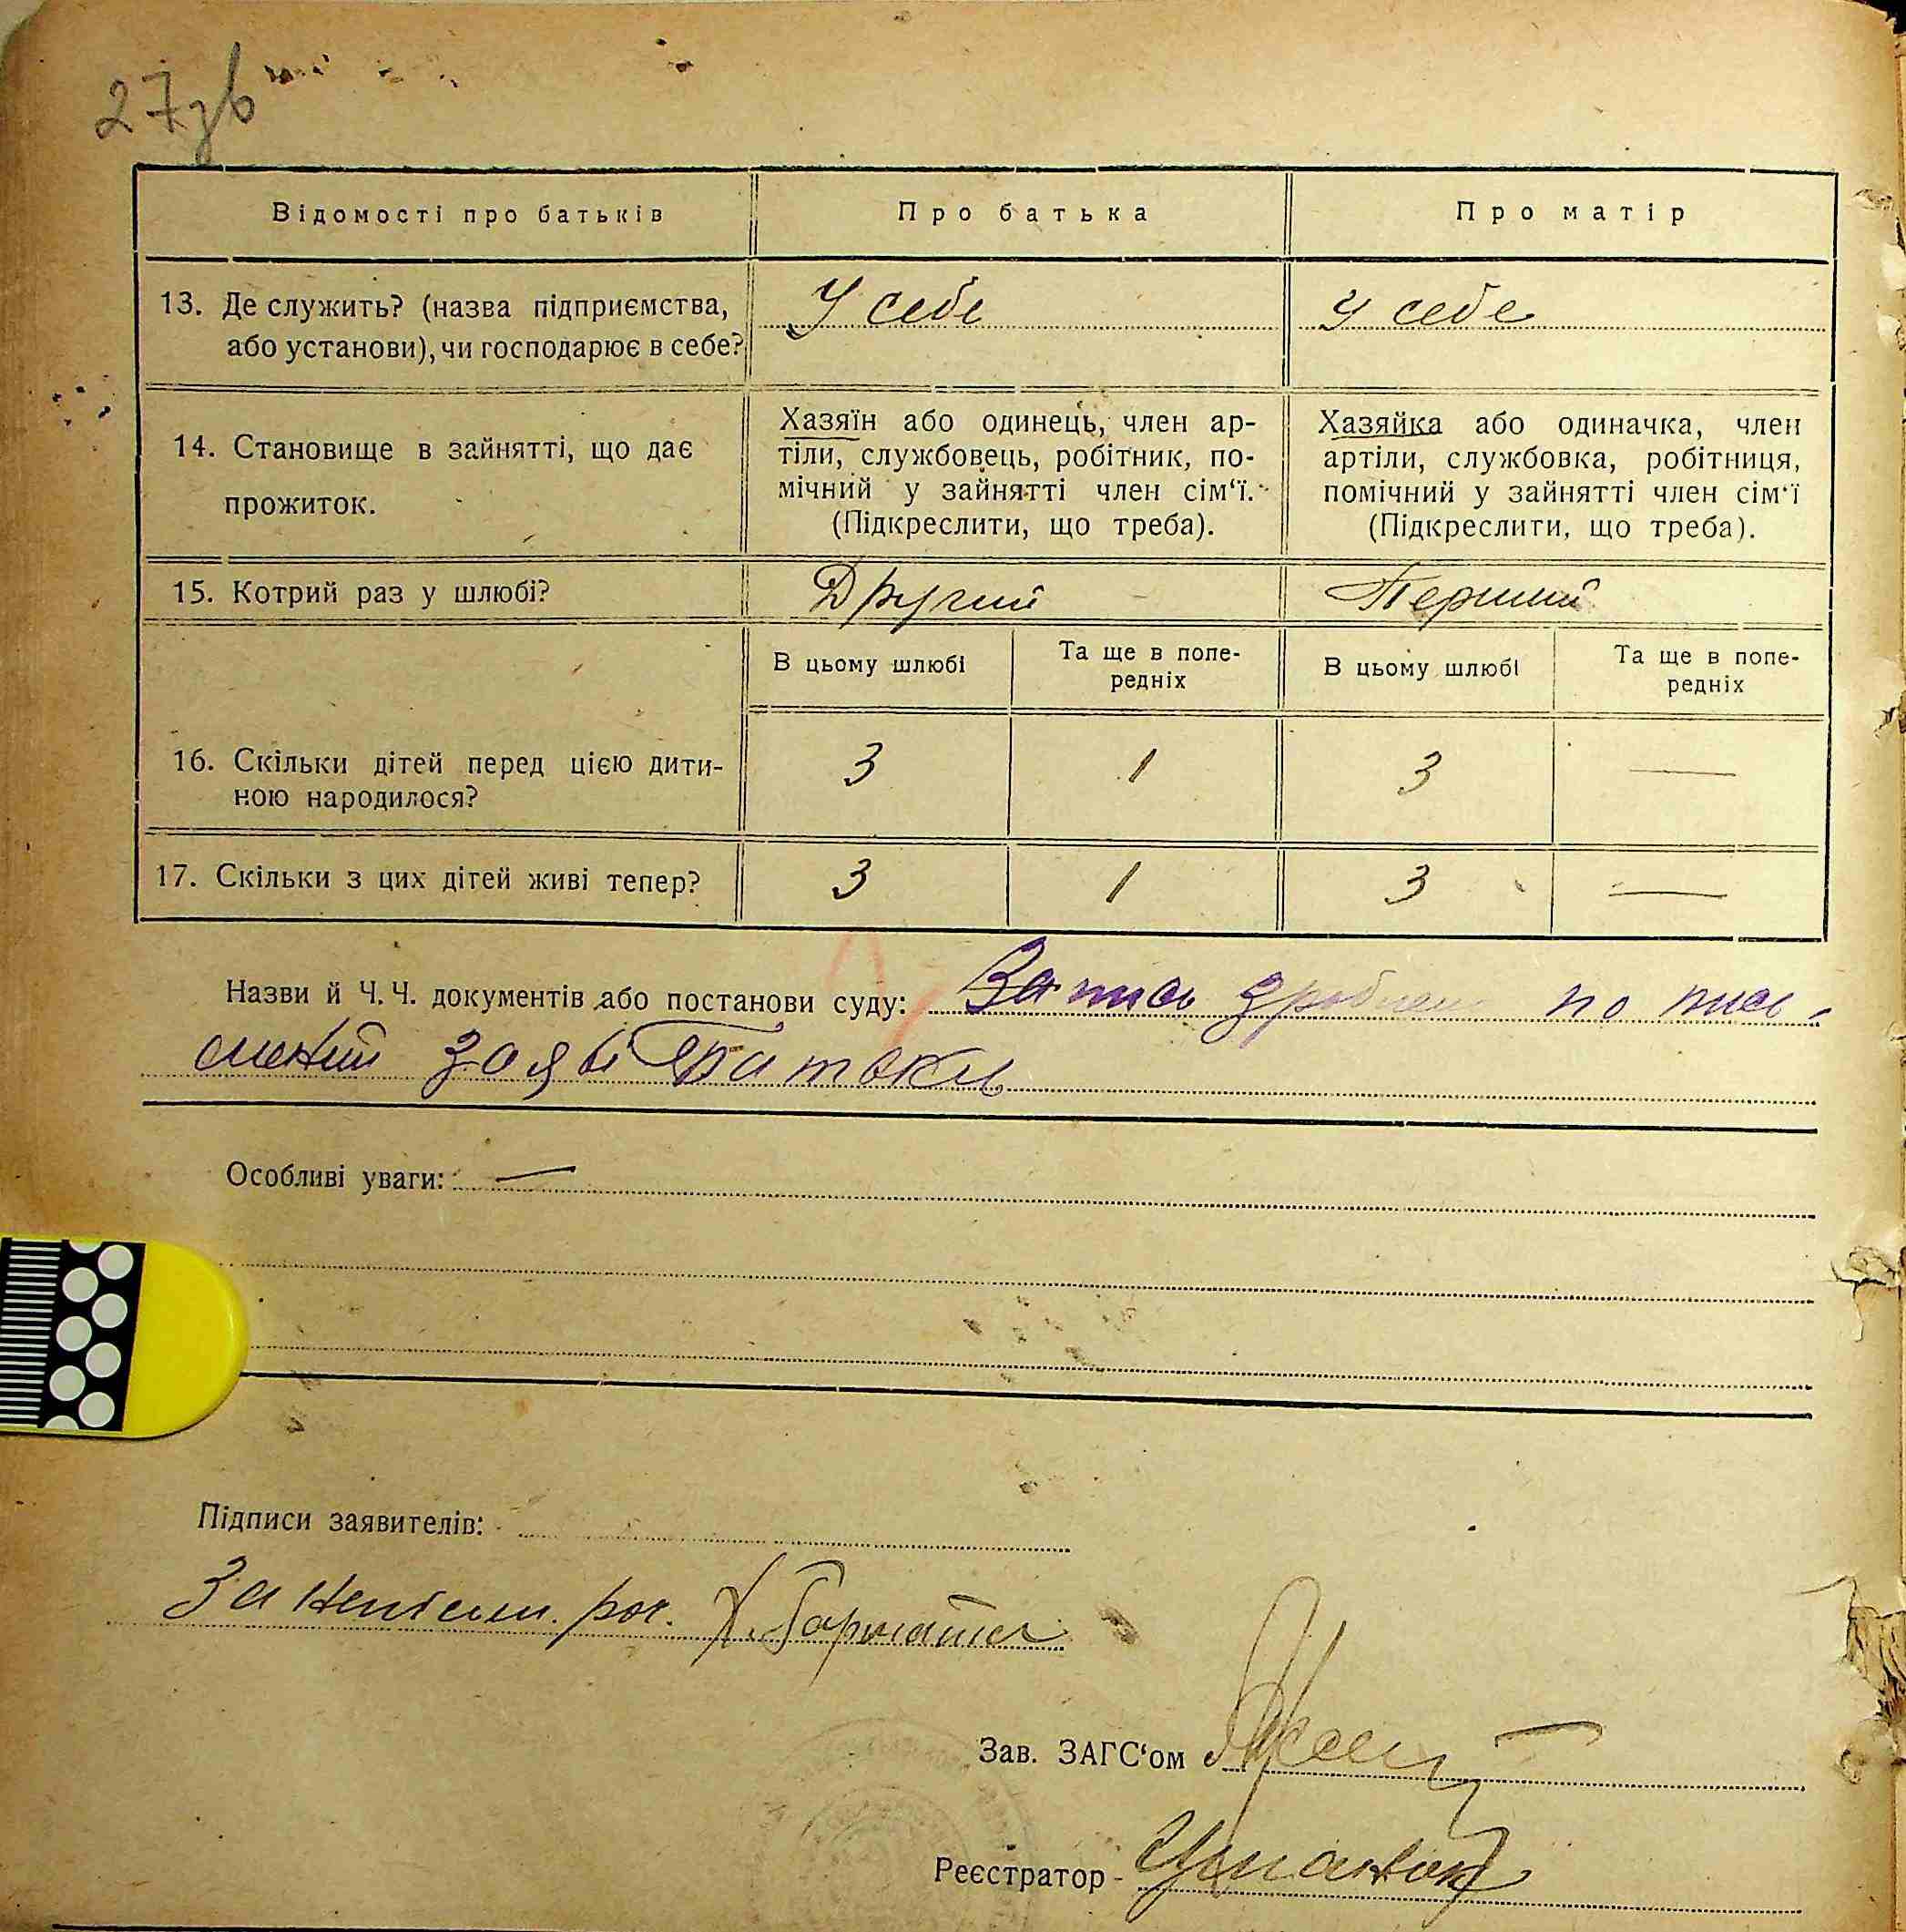 27зв
Відомості про батьків
Про батька
Про матір
13. Де служить? (назва підприємства,
або установи), чи господарює в себе?
У себе
у себе
14. Становище в зайнятті, що дає
прожиток.
Хазяїн або одинець, член ар-
тіли, службовець, робітник, по-
мічний у зайнятті член сім‘ї.
(Підкреслити, що треба).
Хазяйка або одиначка, член
артіли, службовка, робітниця,
помічний у зайнятті член сім‘ї
(Підкреслити, що треба).
15. Котрий раз у шлюбі?
Другий
Перший
В цьому шлюбі
Та ще в попе-
редніх
В цьому шлюбі
Та ще в попе-
редніх
16. Скільки дітей перед цією дити-
ною народилося?
3
1
3
—
17. Скільки з цих дітей живі тепер?
3
1
3
—
Назви й Ч. Ч. документів або постанови суду: Запись по пись-
меній заяві
Особливі уваги: —
Підписи заявителів:
За рос.
Зав. ЗАГС‘ом
Реєстратор